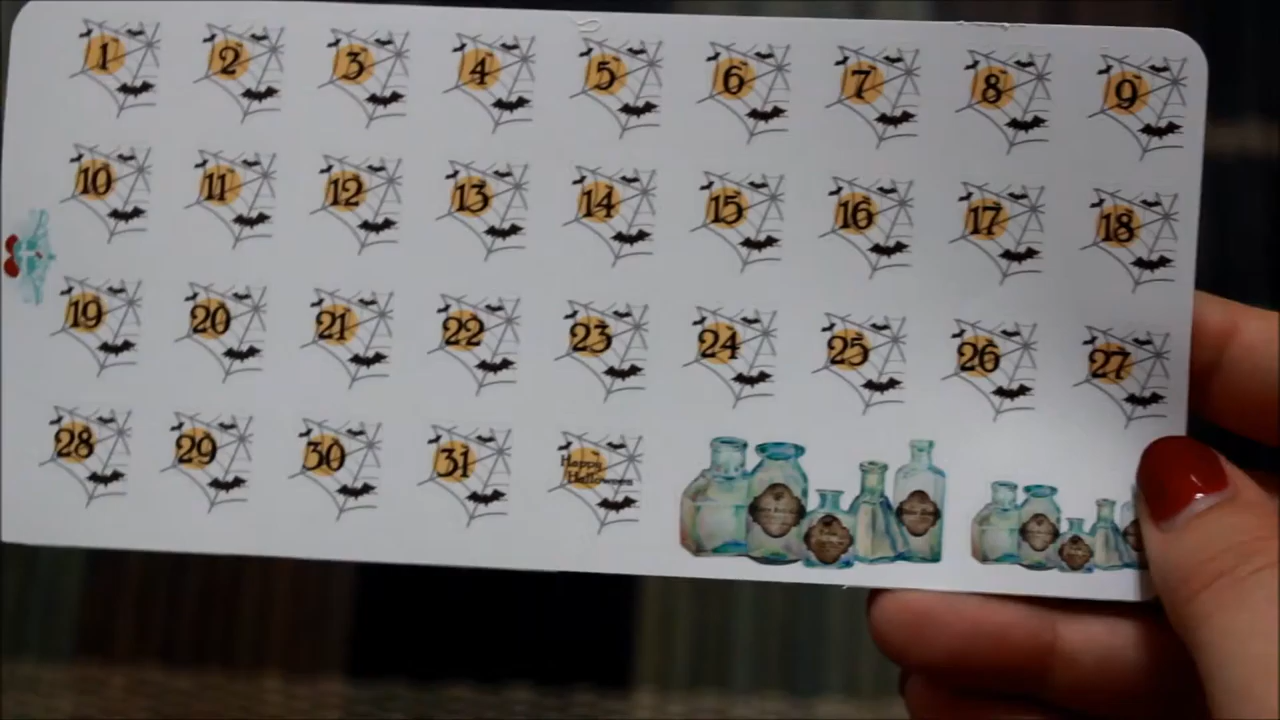 1 2 3 4 5 6 7 8 9
10 11 12 13 14 15 16 17 18
19 20 21 22 23 24 25 26 27
28 29 30 31 Happy
Halloween